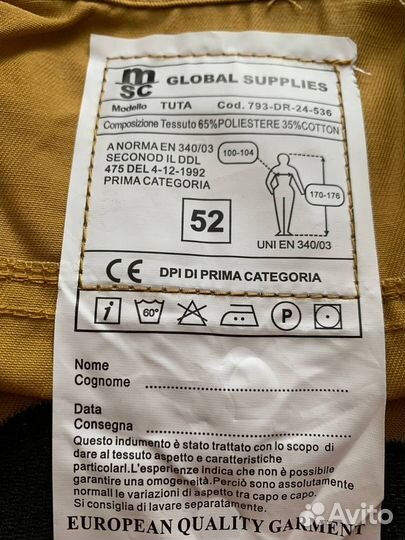 msc GLOBAL SUPPLIES
Modello TUTA Cod. 793-DR-24-536
Composizione Tessuto 65%POLIESTERE 35%COTTON
A NORMA EN 340/03
SECONOD IL DDL
475 DEL 4-12-1992
PRIMA CATEGORIA
100-104
170-176
52
UNI EN 340/03
CE DPI DI PRIMA CATEGORIA
i 60° P
Nome
Cognome
Data
Consegna
Questo indumento è stato trattato con lo scopo di
dare al tessuto aspetto e caratteristiche
particolarI. L'esperienze indica che non è possibile
garantire una omogeneità. Perciò sono assolutamente
normalI le variazioni di aspetto tra capo e capo.
Si consiglia di lavare separatamente.
EUROPEAN QUALITY GARMENT
Avito